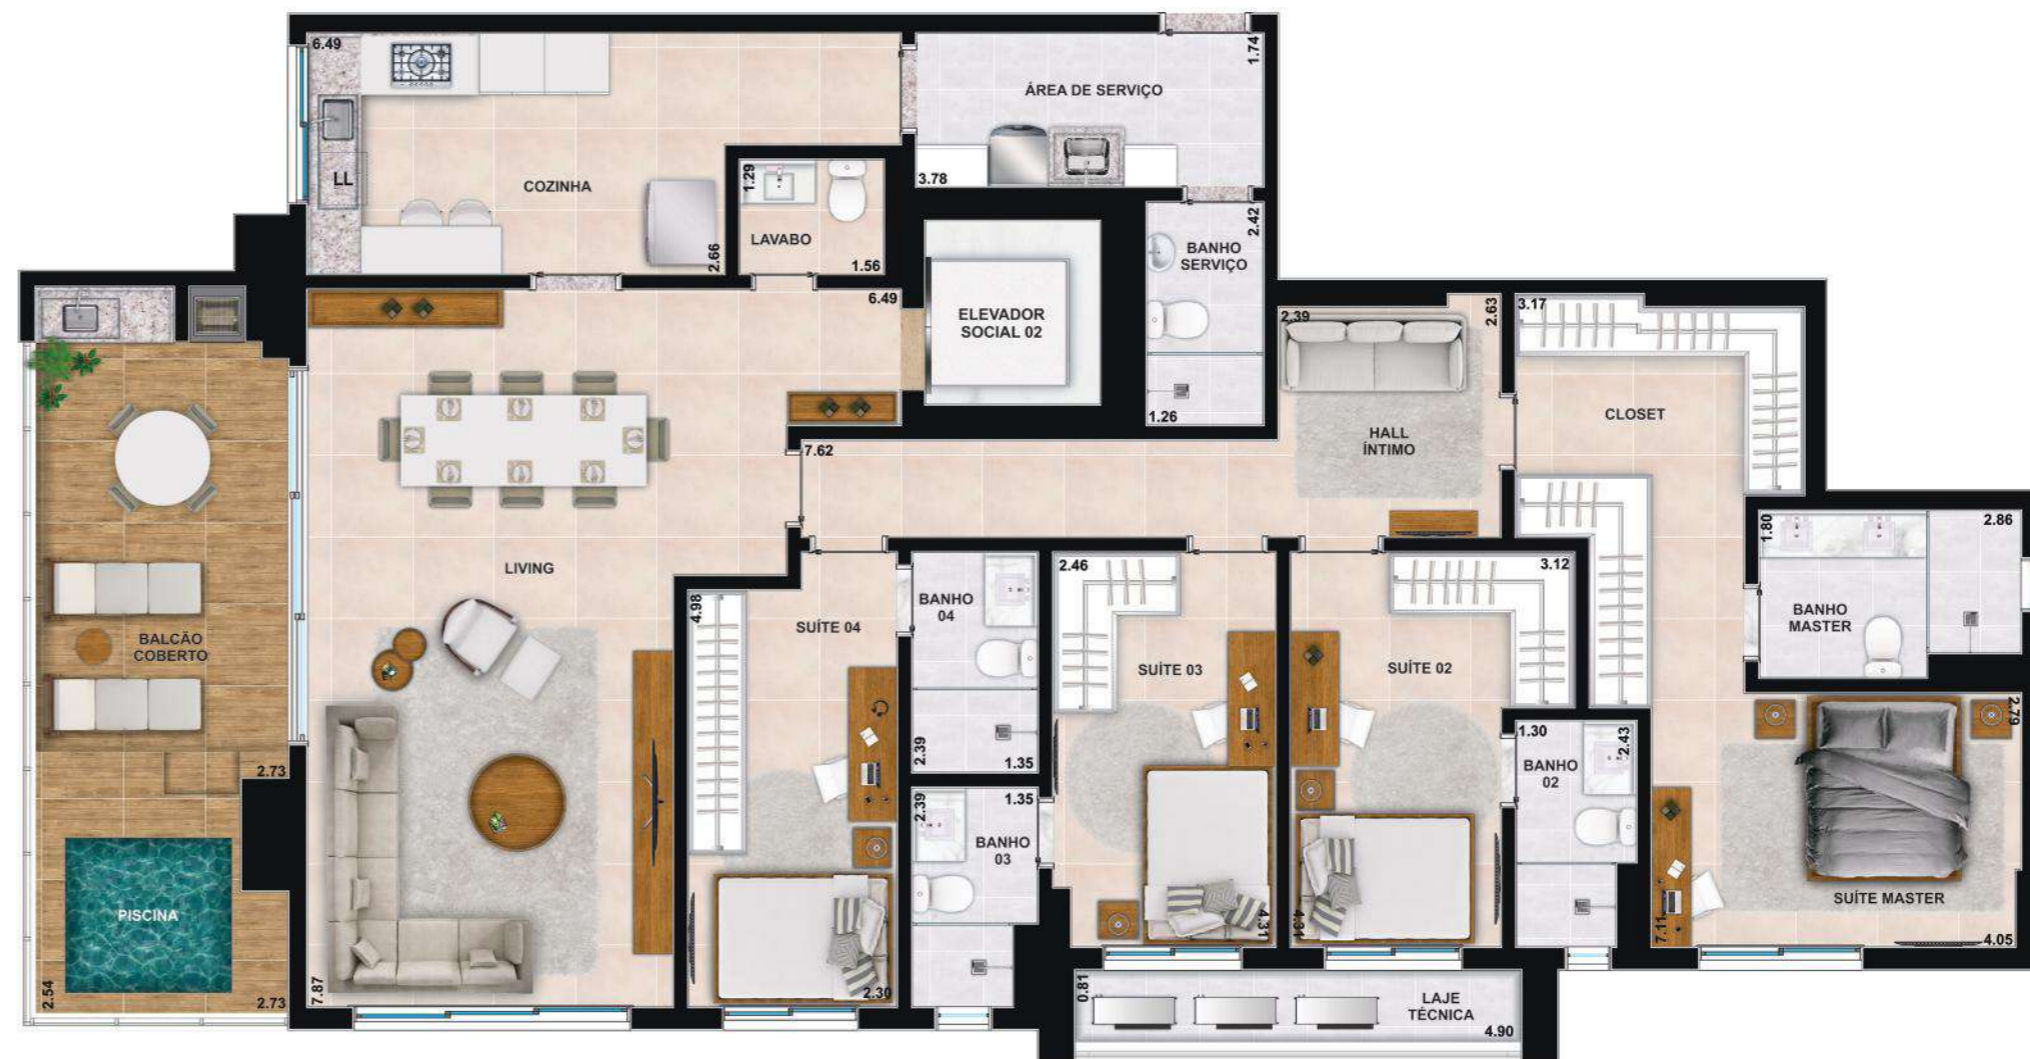 6.49
1.74
ÁREA DE SERVIÇO
LL
COZINHA
1.29
3.78
2.66
LAVABO
1.56
2.42
BANHO
SERVIÇO
6.49
ELEVADOR
SOCIAL 02
2.39
2.63
3.17
1.26
CLOSET
HALL
ÍNTIMO
7.62
1.80
2.86
LIVING
2.46
3.12
4.98
BANHO
04
SUÍTE 04
BANHO
MASTER
BALCÃO
COBERTO
SUÍTE 03
SUÍTE 02
2.79
2.39
1.35
1.30
2.43
BANHO
02
2.73
2.39
1.35
BANHO
03
PISCINA
SUÍTE MASTER
4.31
4.31
7.11
4.05
2.54
2.73
7.87
2.30
0.81
LAJE
TÉCNICA
4.90